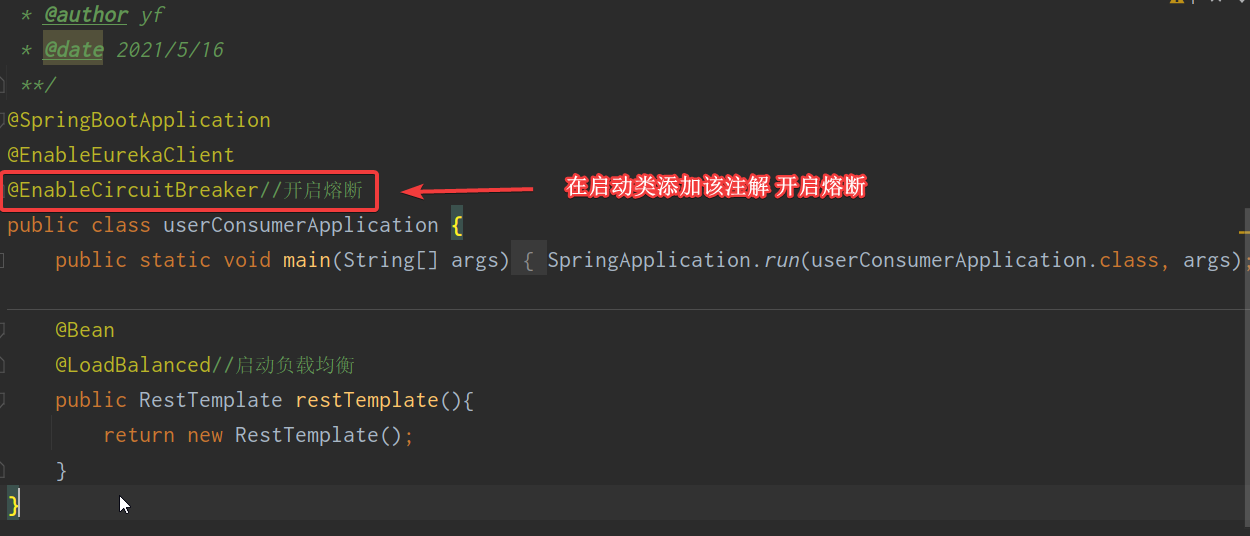 * @author yf
* @date 2021/5/16
**/
@SpringBootApplication
@EnableEurekaClient
@EnableCircuitBreaker//开启熔断
在启动类添加该注解 开启熔断
public class userConsumerApplication {
public static void main(String[] args) { SpringApplication.run(userConsumerApplication.class, args);
@Bean
@LoadBalanced//启动负载均衡
public RestTemplate restTemplate(){
return new RestTemplate();
}
}